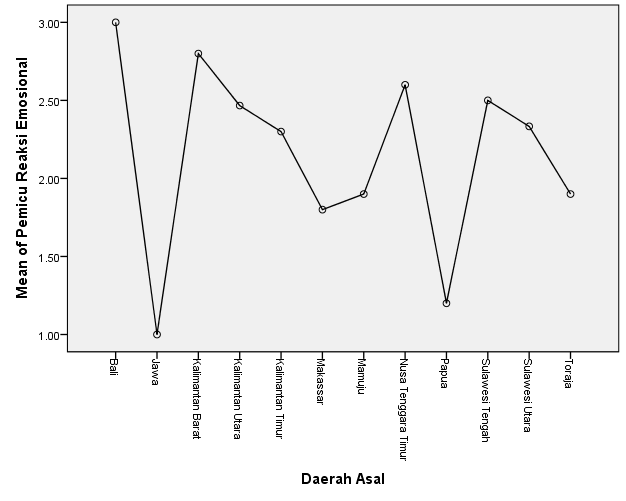 Mean of Pemicu Reaksi Emosional
3.00
2.50
2.00
1.50
1.00
Bali
Jawa
Kalimantan Barat
Kalimantan Utara
Kalimantan Timur
Makassar
Mamuju
Nusa Tenggara Timur
Papua
Sulawesi Tengah
Sulawesi Utara
Toraja
Daerah Asal